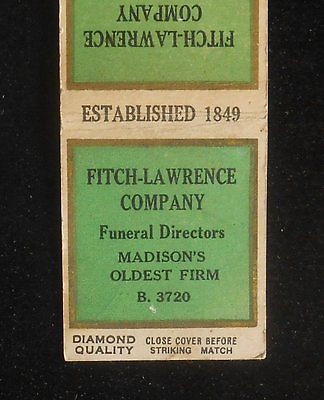 FITCH-LAWRENCE
COMPANY
ESTABLISHED 1849
FITCH-LAWRENCE
COMPANY
Funeral Directors
MADISON'S
OLDEST FIRM
B. 3720
DIAMOND QUALITY
CLOSE COVER BEFORE STRIKING MATCH